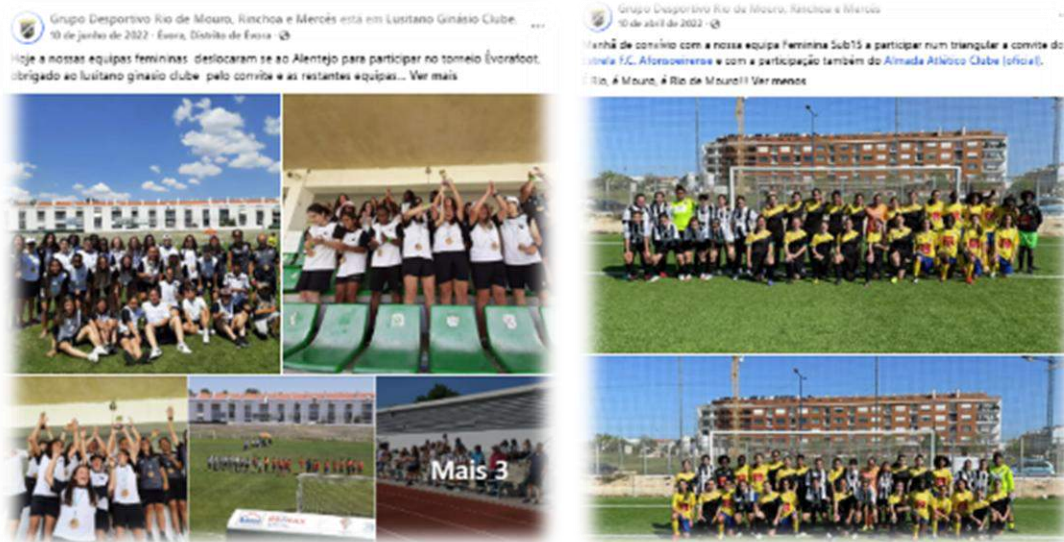 Grupo Desportivo Rio de Mouro, Rinchoa e Mercês está em Lusitano Ginásio Clube.
10 de junho de 2022 · Évora, Distrito de Évora ·
Hoje a nossas equipas femininas deslocaram se ao Alentejo para participar no torneio Évorafoot,
obrigado ao lusitano ginasio clube pelo convite e as restantes equipas... Ver mais
Mais 3
Grupo Desportivo Rio de Mouro, Rinchoa e Mercês
10 de abril de 2022 ·
Manhã de convívio com a nossa equipa Feminina Sub15 a participar num triangular a convite do
strela F.C. Afonsoeirense e com a participação também do Almada Atlético Clube (oficial).
Rio, é Mouro, é Rio de Mouro!!! Ver menos